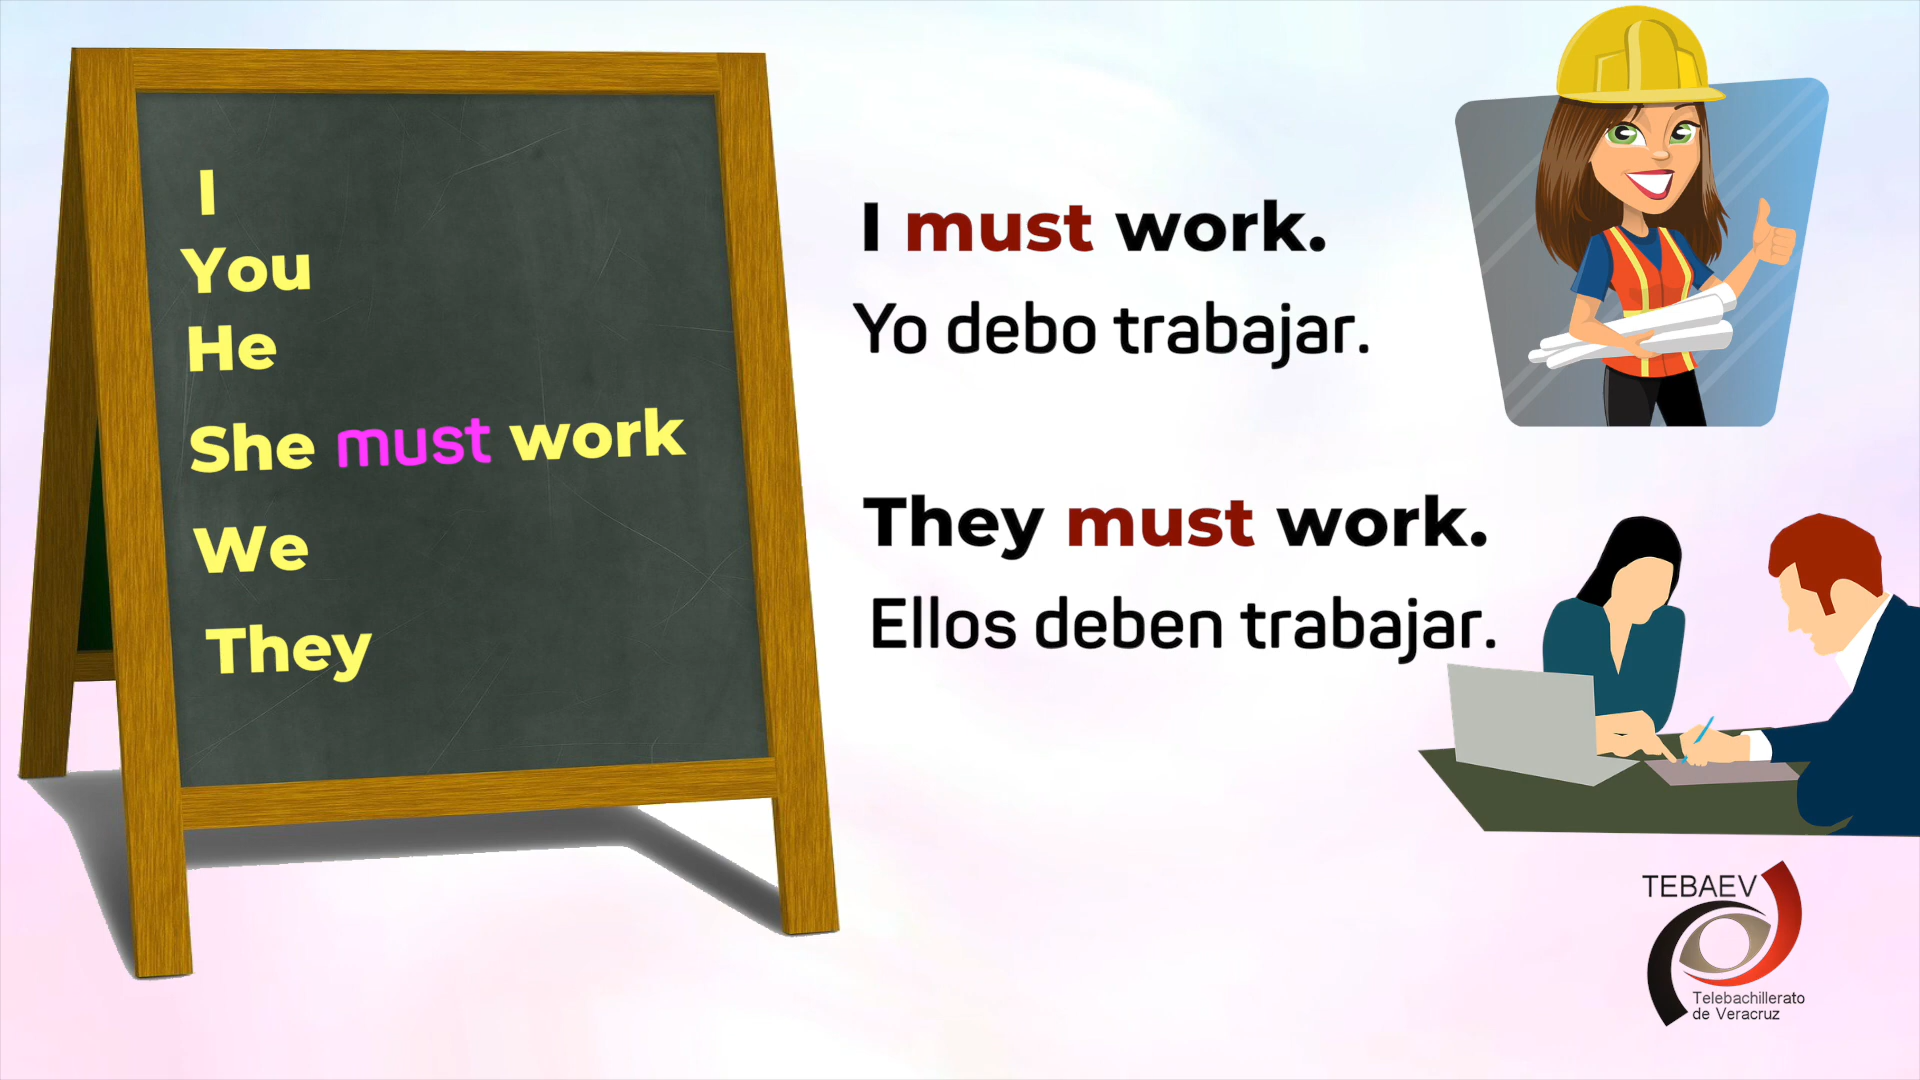 I
You
He
She must work
We
They
I must work.
Yo debo trabajar.
They must work.
Ellos deben trabajar.
TEBAEV
Telebachillerato
de Veracruz